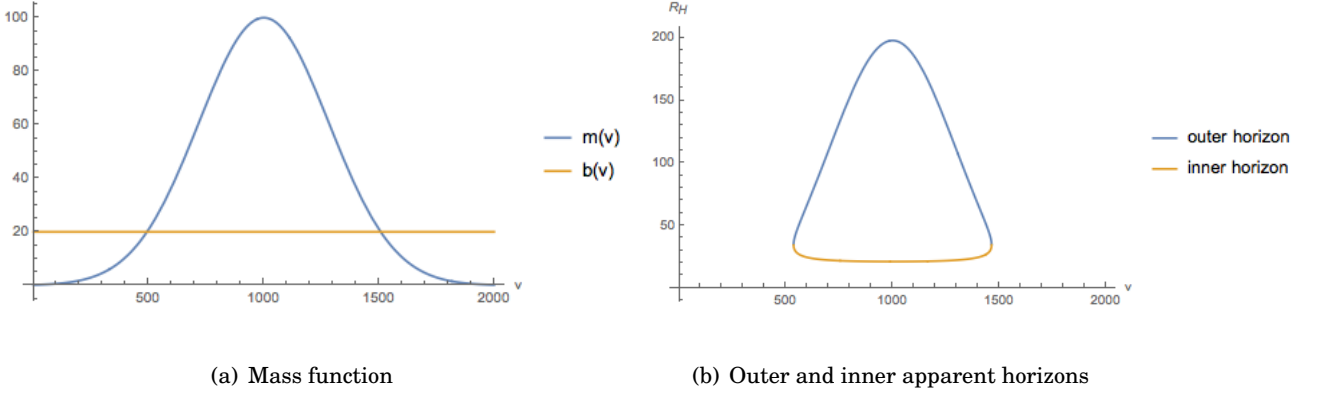 100
80
60
40
20
500
1000
1500
2000
v
m(v)
b(v)
R_H
200
150
100
50
500
1000
1500
2000
v
outer horizon
inner horizon
(a) Mass function
(b) Outer and inner apparent horizons